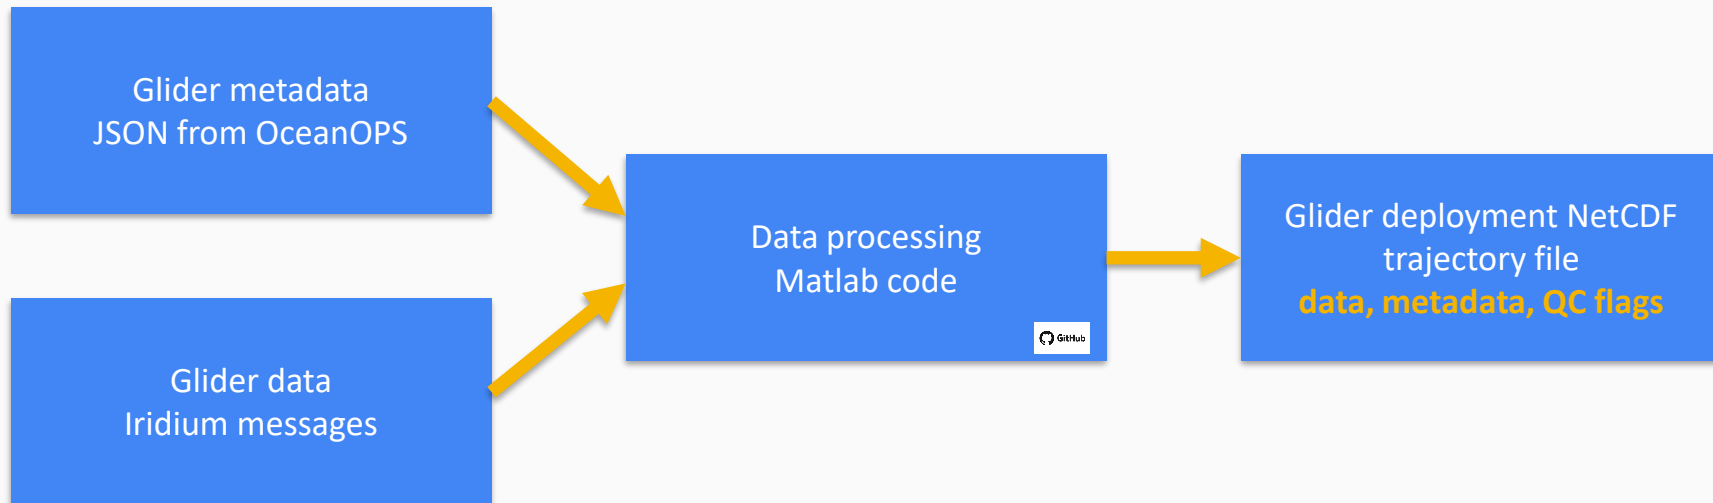 Glider metadata
JSON from OceanOPS
Glider data
Iridium messages
Data processing
Matlab code
GitHub
Glider deployment NetCDF
trajectory file
data, metadata, QC flags